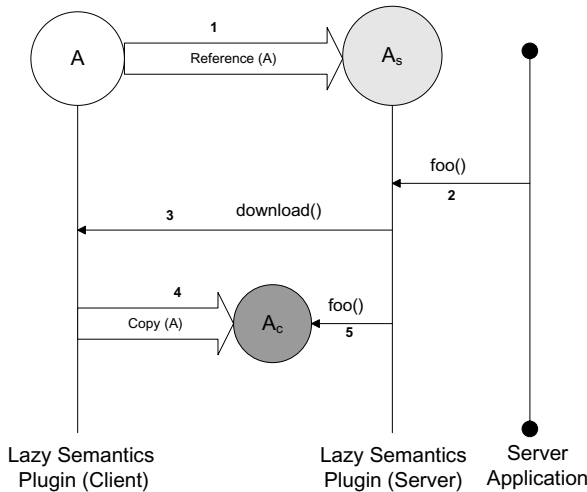 1
A
Reference (A)
As
foo()
2
3
download()
4
Copy (A)
Ac
foo()
5
Lazy Semantics
Plugin (Client)
Lazy Semantics
Plugin (Server)
Server
Application